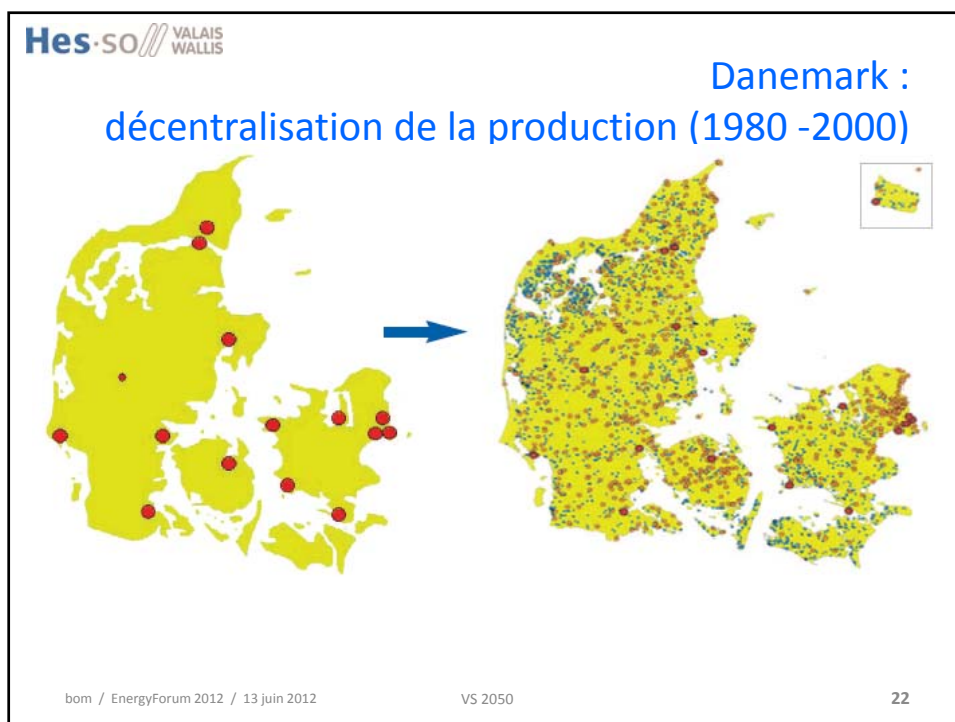 Hes·so VALAIS
WALLIS
Danemark :
décentralisation de la production (1980 -2000)
bom / EnergyForum 2012 / 13 juin 2012 VS 2050 22